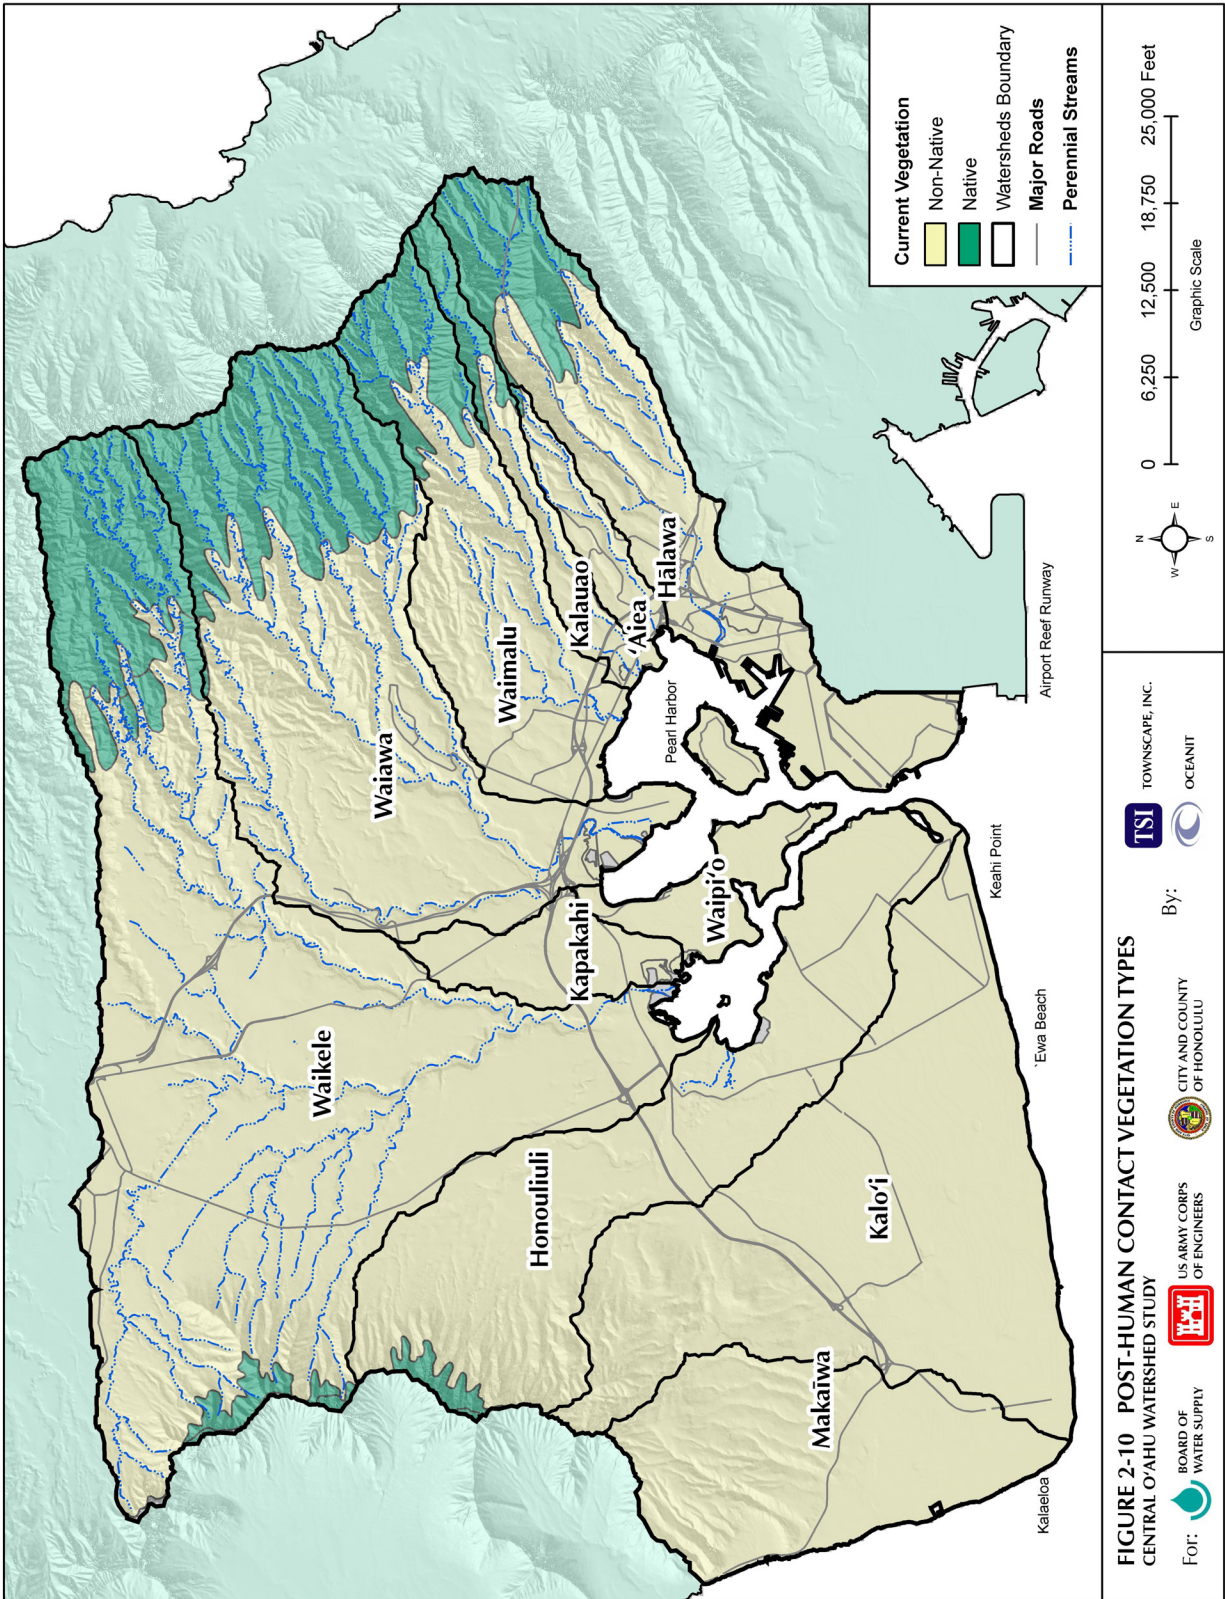 Current Vegetation
Non-Native
Native
Watersheds Boundary
Major Roads
Perennial Streams
Waikele
Waiawa
Waimalu
Kalauao
ʻAiea
Hālawa
Kapakahi
Waipiʻo
Pearl Harbor
Honouliuli
Kaloʻi
Makaīwa
Kalaeloa
ʻEwa Beach
Keahi Point
Airport Reef Runway
FIGURE 2-10 POST-HUMAN CONTACT VEGETATION TYPES
CENTRAL OʻAHU WATERSHED STUDY
For:
BOARD OF
WATER SUPPLY
US ARMY CORPS
OF ENGINEERS
CITY AND COUNTY
OF HONOLULU
By:
TSI
TOWNSCAPE, INC.
OCEANIT
N
W
E
S
0 6,250 12,500 18,750 25,000 Feet
Graphic Scale